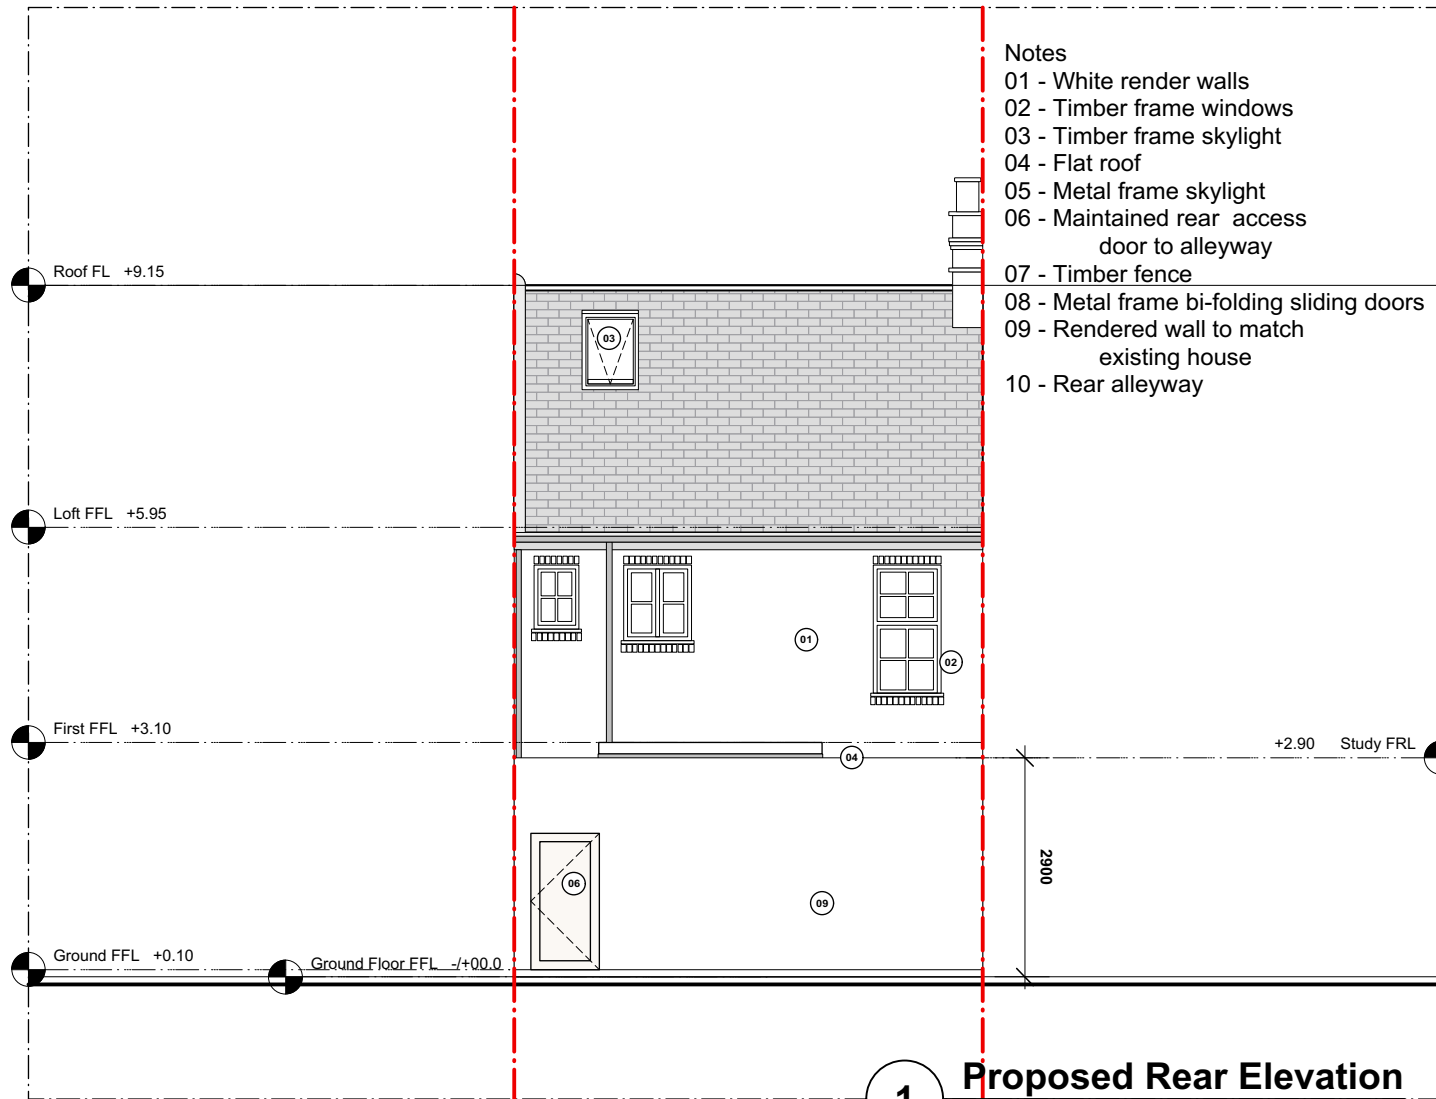 Notes
01 - White render walls
02 - Timber frame windows
03 - Timber frame skylight
04 - Flat roof
05 - Metal frame skylight
06 - Maintained rear access
door to alleyway
07 - Timber fence
08 - Metal frame bi-folding sliding doors
09 - Rendered wall to match
existing house
10 - Rear alleyway
Roof FL +9.15
03
Loft FFL +5.95
01
02
First FFL +3.10
+2.90 Study FRL
04
2900
06
09
Ground FFL +0.10
Ground Floor FFL -/+00.0
1 Proposed Rear Elevation